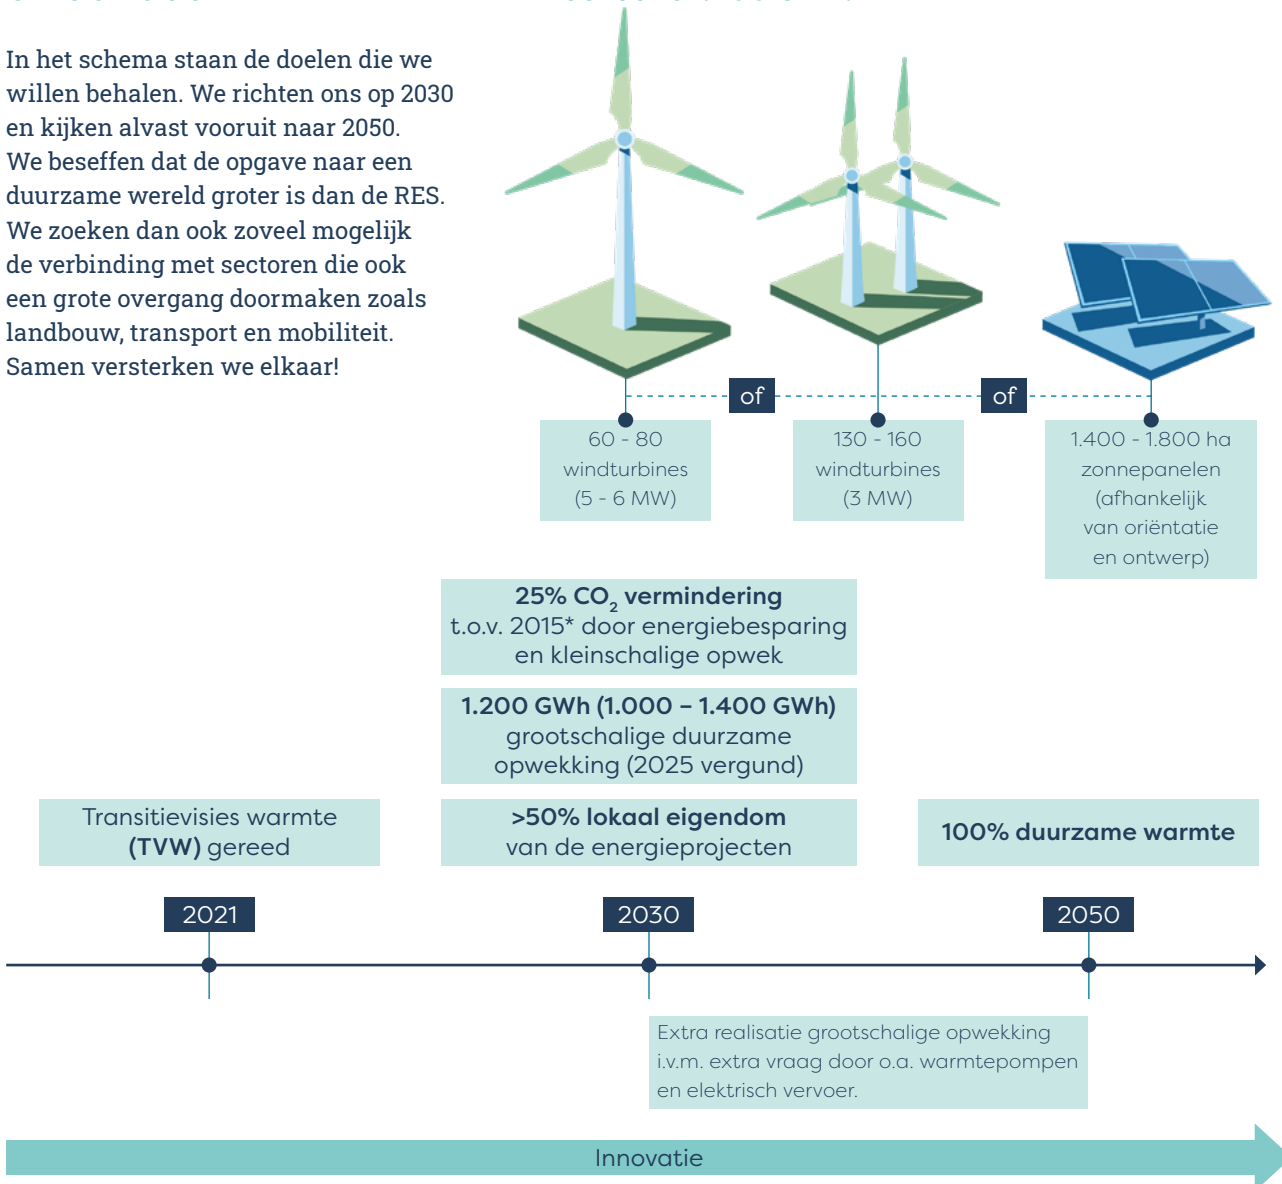 In het schema staan de doelen die we
willen behalen. We richten ons op 2030
en kijken alvast vooruit naar 2050.
We beseffen dat de opgave naar een
duurzame wereld groter is dan de RES.
We zoeken dan ook zoveel mogelijk
de verbinding met sectoren die ook
een grote overgang doormaken zoals
landbouw, transport en mobiliteit.
Samen versterken we elkaar!
of
of
60 - 80
windturbines
(5 - 6 MW)
130 - 160
windturbines
(3 MW)
1.400 - 1.800 ha
zonnepanelen
(afhankelijk
van oriëntatie
en ontwerp)
25% CO₂ vermindering
t.o.v. 2015* door energiebesparing
en kleinschalige opwek
1.200 GWh (1.000 – 1.400 GWh)
grootschalige duurzame
opwekking (2025 vergund)
Transitievisies warmte
(TVW) gereed
>50% lokaal eigendom
van de energieprojecten
100% duurzame warmte
2021
2030
2050
Extra realisatie grootschalige opwekking
i.v.m. extra vraag door o.a. warmtepompen
en elektrisch vervoer.
Innovatie